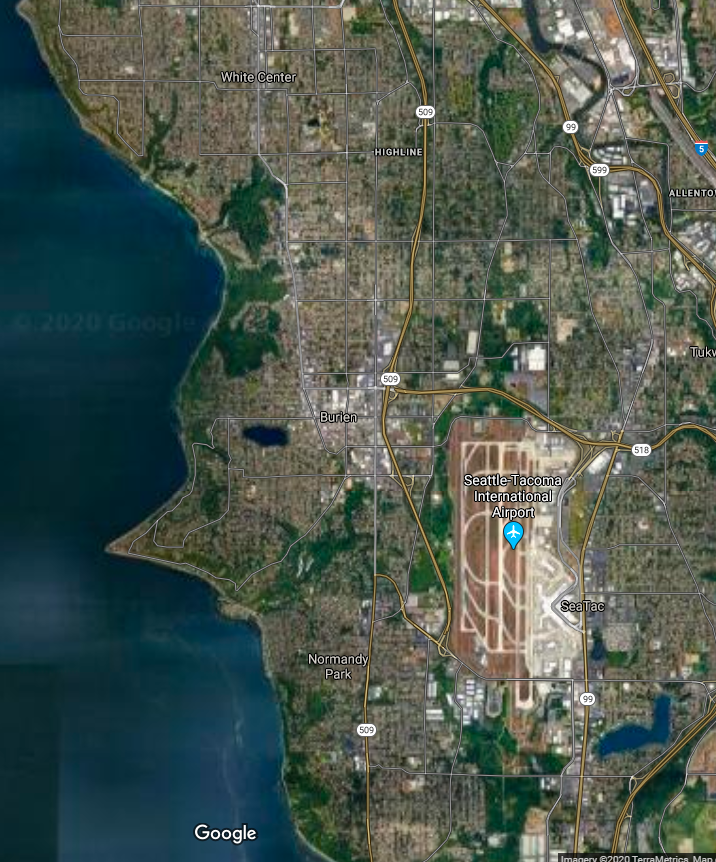 White Center
509
99
HIGHLINE
5
599
ALLENTO
© 2020 Google
Tukw
509
Burien
518
Seattle-Tacoma
International
Airport
SeaTac
Normandy
Park
99
509
Google
Imagery ©2020 TerraMetrics, Map